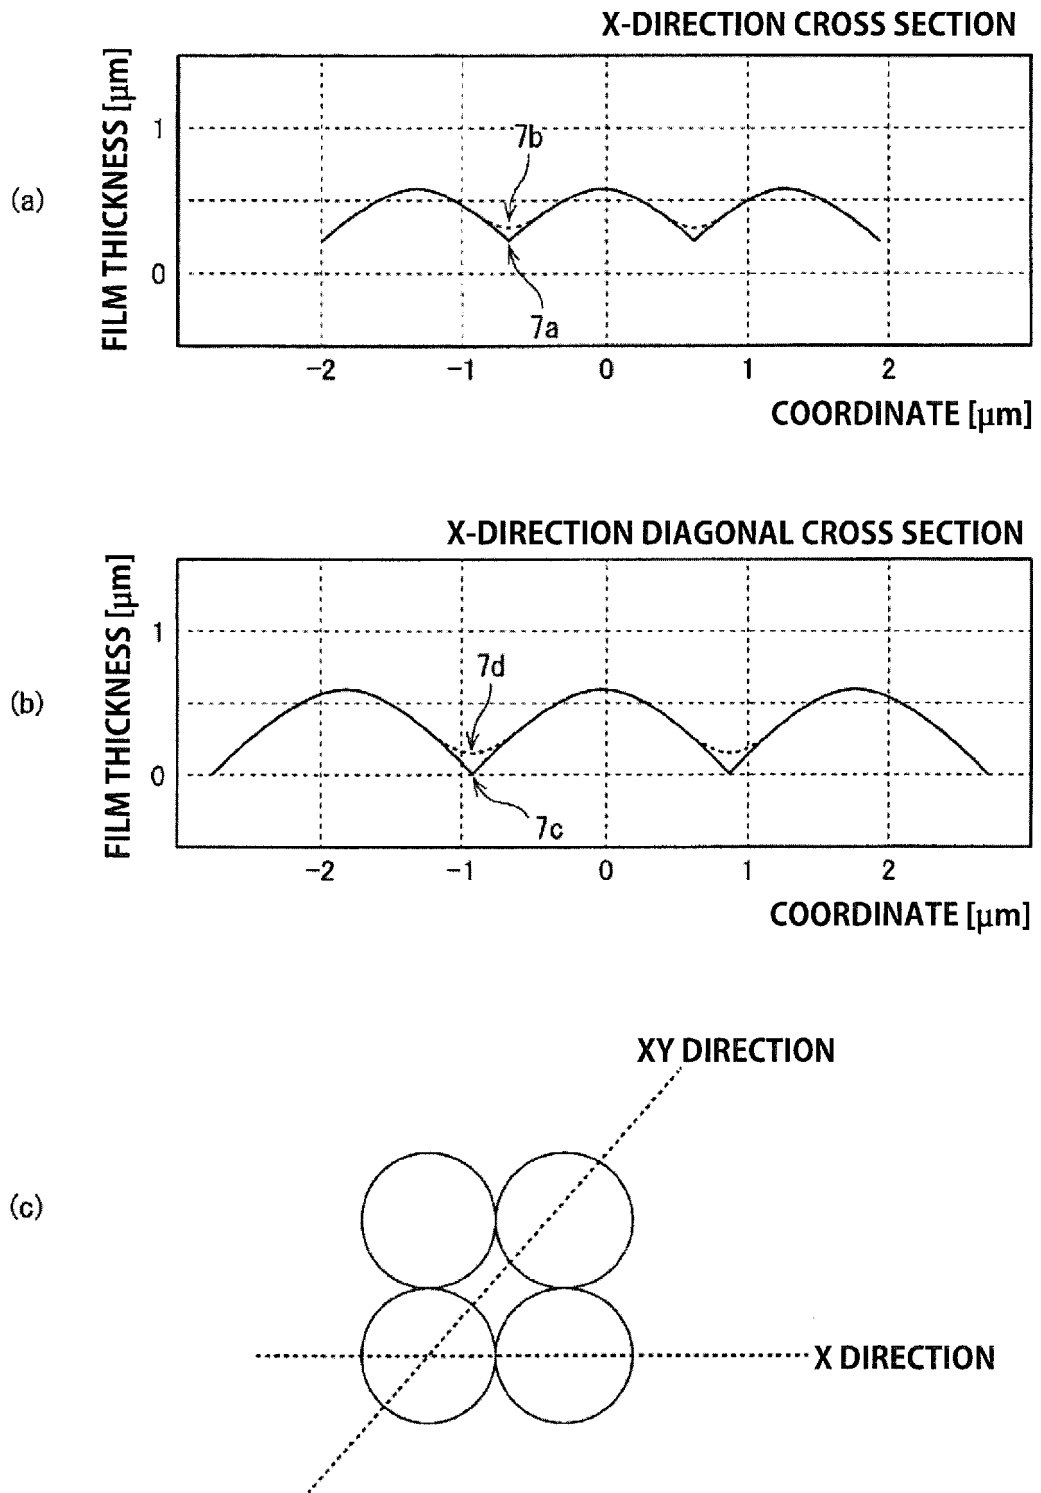 X-DIRECTION CROSS SECTION
FILM THICKNESS [μm]
(a)
1
0
7b
7a
-2 -1 0 1 2
COORDINATE [μm]
X-DIRECTION DIAGONAL CROSS SECTION
FILM THICKNESS [μm]
(b)
1
0
7d
7c
-2 -1 0 1 2
COORDINATE [μm]
XY DIRECTION
(c)
X DIRECTION